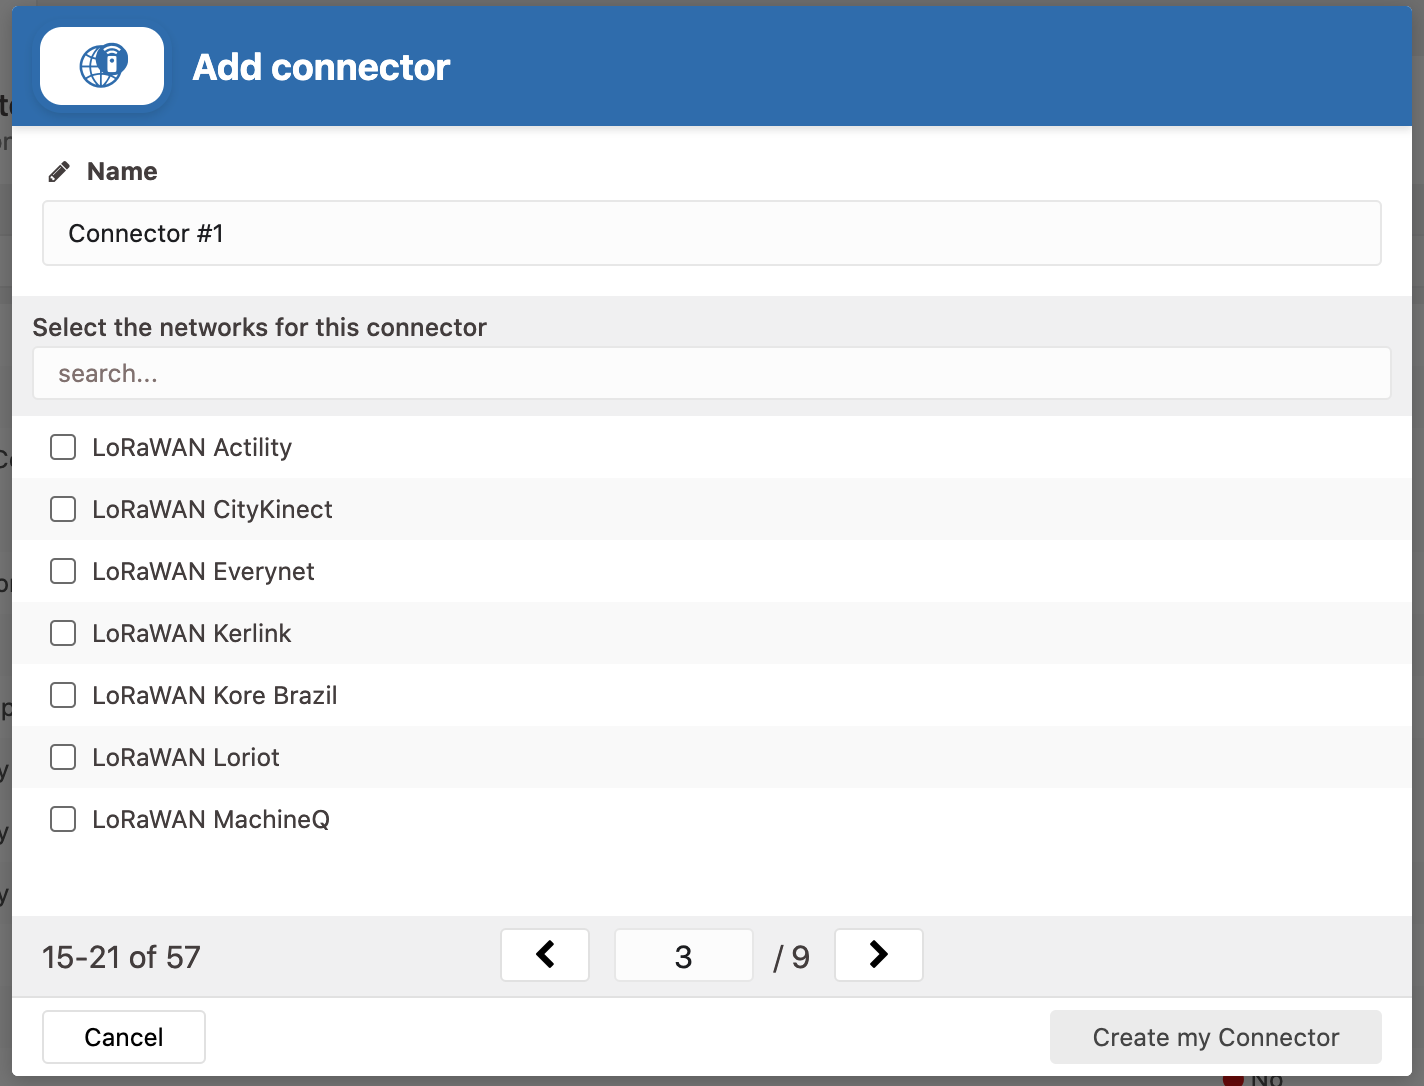 Add connector
Name
Connector #1
Select the networks for this connector
search...
LoRaWAN Actility
LoRaWAN CityKinect
LoRaWAN Everynet
LoRaWAN Kerlink
LoRaWAN Kore Brazil
LoRaWAN Loriot
LoRaWAN MachineQ
15-21 of 57
3
/ 9
Cancel
Create my Connector
No